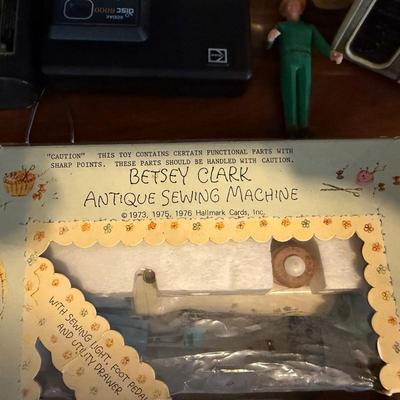 KODAK
disc 6000
"CAUTION" THIS TOY CONTAINS CERTAIN FUNCTIONAL PARTS WITH
SHARP POINTS. THESE PARTS SHOULD BE HANDLED WITH CAUTION.
BETSEY CLARK
ANTIQUE SEWING MACHINE
© 1973, 1975, 1976 Hallmark Cards, Inc.
WITH SEWING LIGHT, FOOT PEDAL
AND UTILITY DRAWER